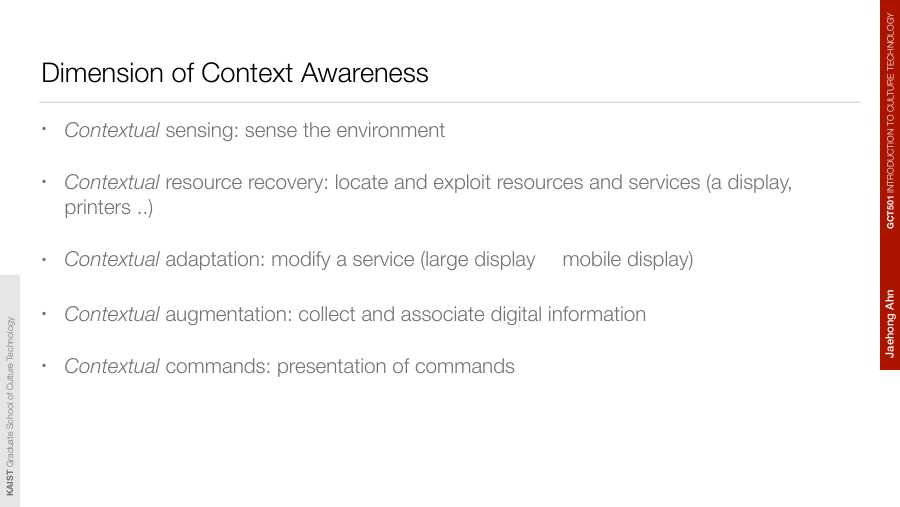 Dimension of Context Awareness
• Contextual sensing: sense the environment
• Contextual resource recovery: locate and exploit resources and services (a display,
printers ..)
• Contextual adaptation: modify a service (large display mobile display)
• Contextual augmentation: collect and associate digital information
• Contextual commands: presentation of commands
GCT501 INTRODUCTION TO CULTURE TECHNOLOGY
Jaehong Ahn
KAIST Graduate School of Culture Technology